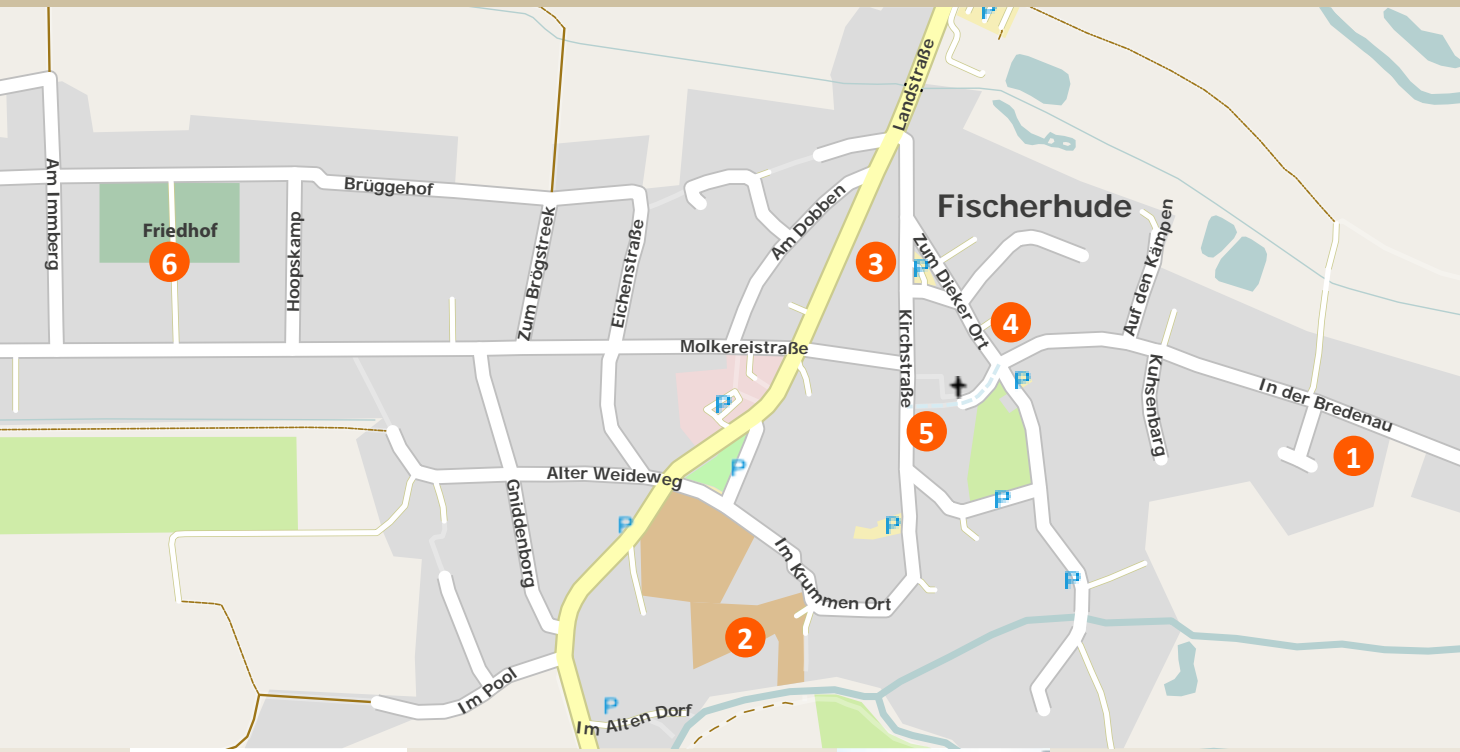 P
Landstraße
Am Immberg
Brüggehof
Fischerhude
Friedhof
6
Hoopskamp
Zum Brögstreek
Eichenstraße
Am Dobben
3
P
Zum Dieker Ort
Auf den Kämpen
4
Molkereistraße
Kirchstraße
P
Kuhsenbarg
In der Bredenau
P
5
1
Alter Weideweg
P
Gniddenborg
P
P
P
Im Krummen Ort
P
2
Im Pool
P
Im Alten Dorf